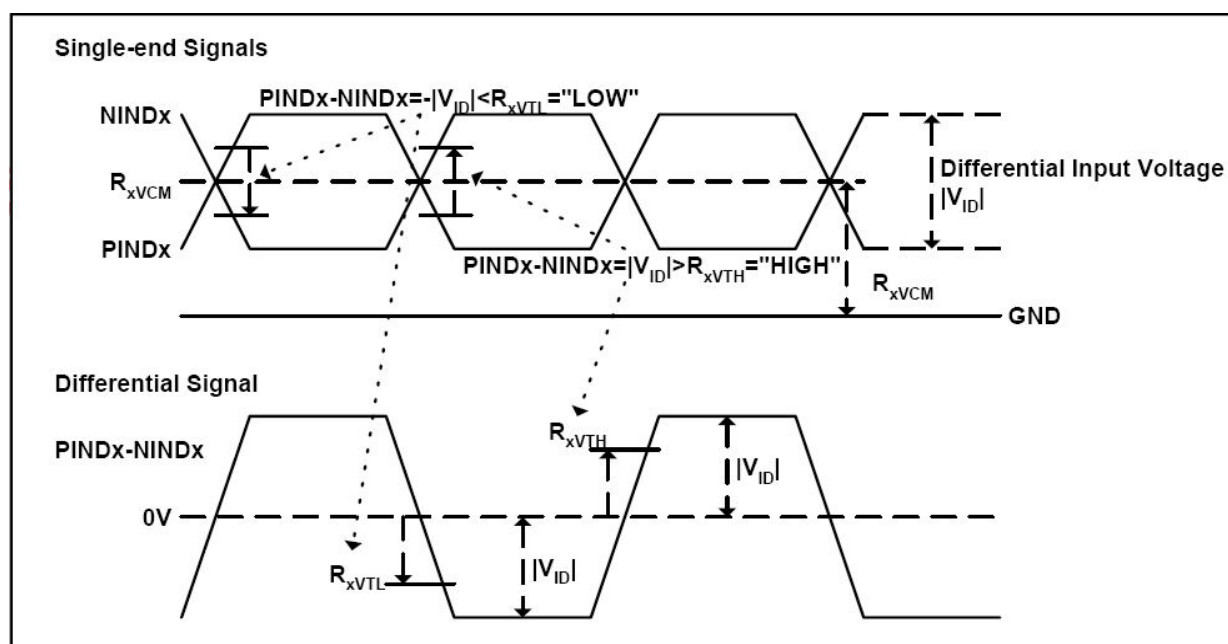 Single-end Signals
PINDx-NINDx=-|VID|<RxVTL="LOW"
NINDx
RxVCM
Differential Input Voltage
|VID|
PINDx
PINDx-NINDx=|VID|>RxVTH="HIGH"
RxVCM
GND
Differential Signal
RxVTH
PINDx-NINDx
|VID|
0V
RxVTL
|VID|